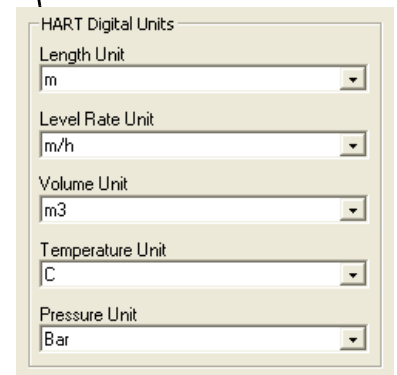 HART Digital Units
Length Unit
m
Level Rate Unit
m/h
Volume Unit
m3
Temperature Unit
C
Pressure Unit
Bar